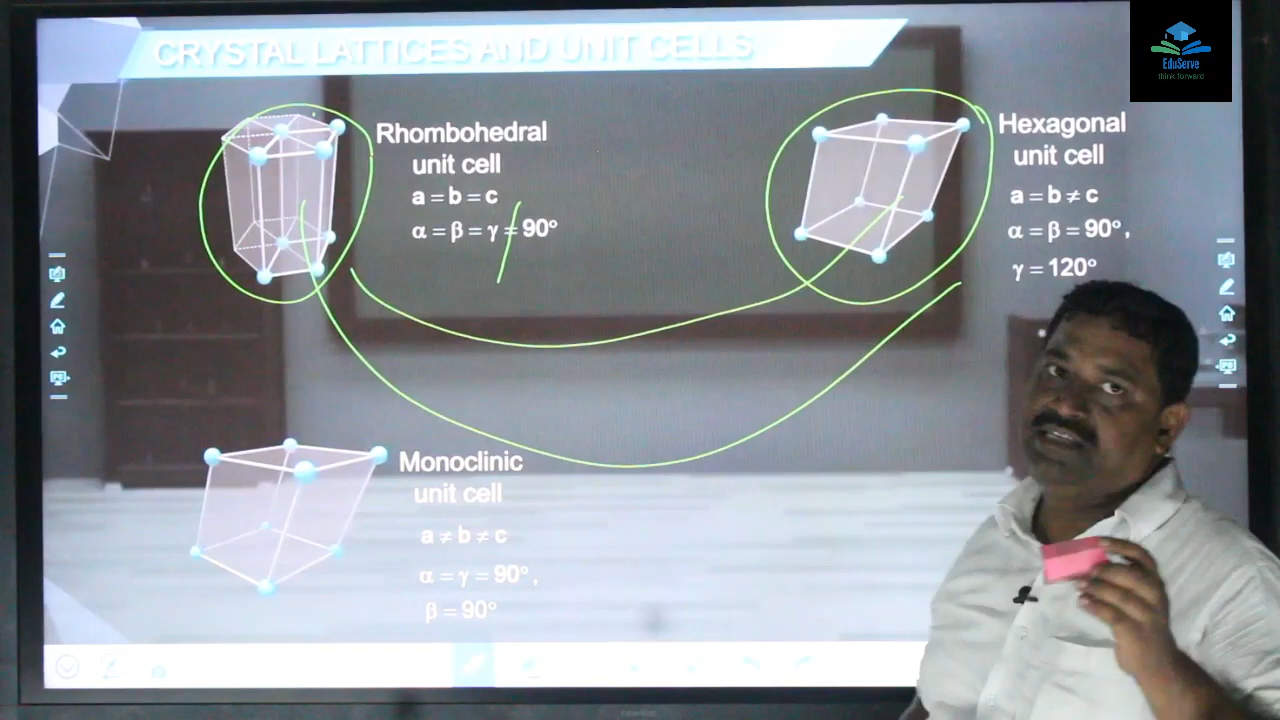 CRYSTAL LATTICES AND UNIT CELLS
EduServe
think forward
Rhombohedral
unit cell
a = b = c
α = β = γ = 90°
Hexagonal
unit cell
a = b ≠ c
α = β = 90°,
γ = 120°
Monoclinic
unit cell
a ≠ b ≠ c
α = γ = 90°,
β = 90°